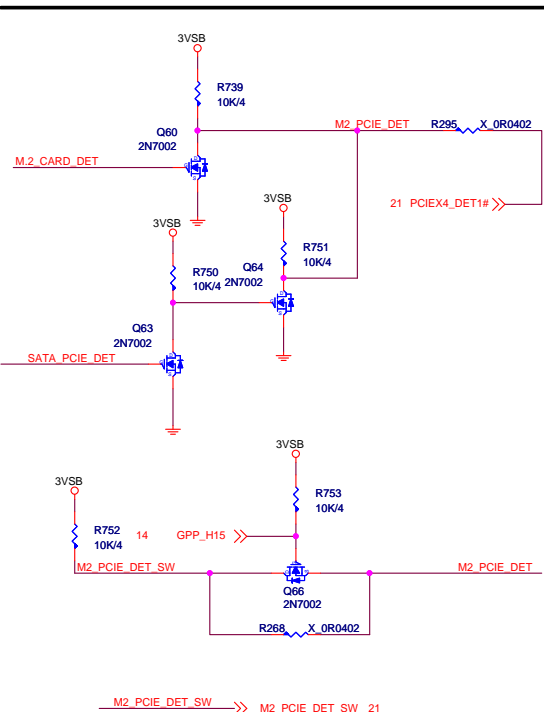 3VSB
R739
10K/4
Q60
2N7002
M2_PCIE_DET
R295
X_0R0402
M.2_CARD_DET
21 PCIEX4_DET1#
3VSB
3VSB
R751
10K/4
R750
10K/4
Q64
2N7002
Q63
2N7002
SATA_PCIE_DET
3VSB
3VSB
R753
10K/4
R752
10K/4
14 GPP_H15
M2_PCIE_DET_SW
M2_PCIE_DET
Q66
2N7002
R268
X_0R0402
M2_PCIE_DET_SW
M2_PCIE_DET_SW 21